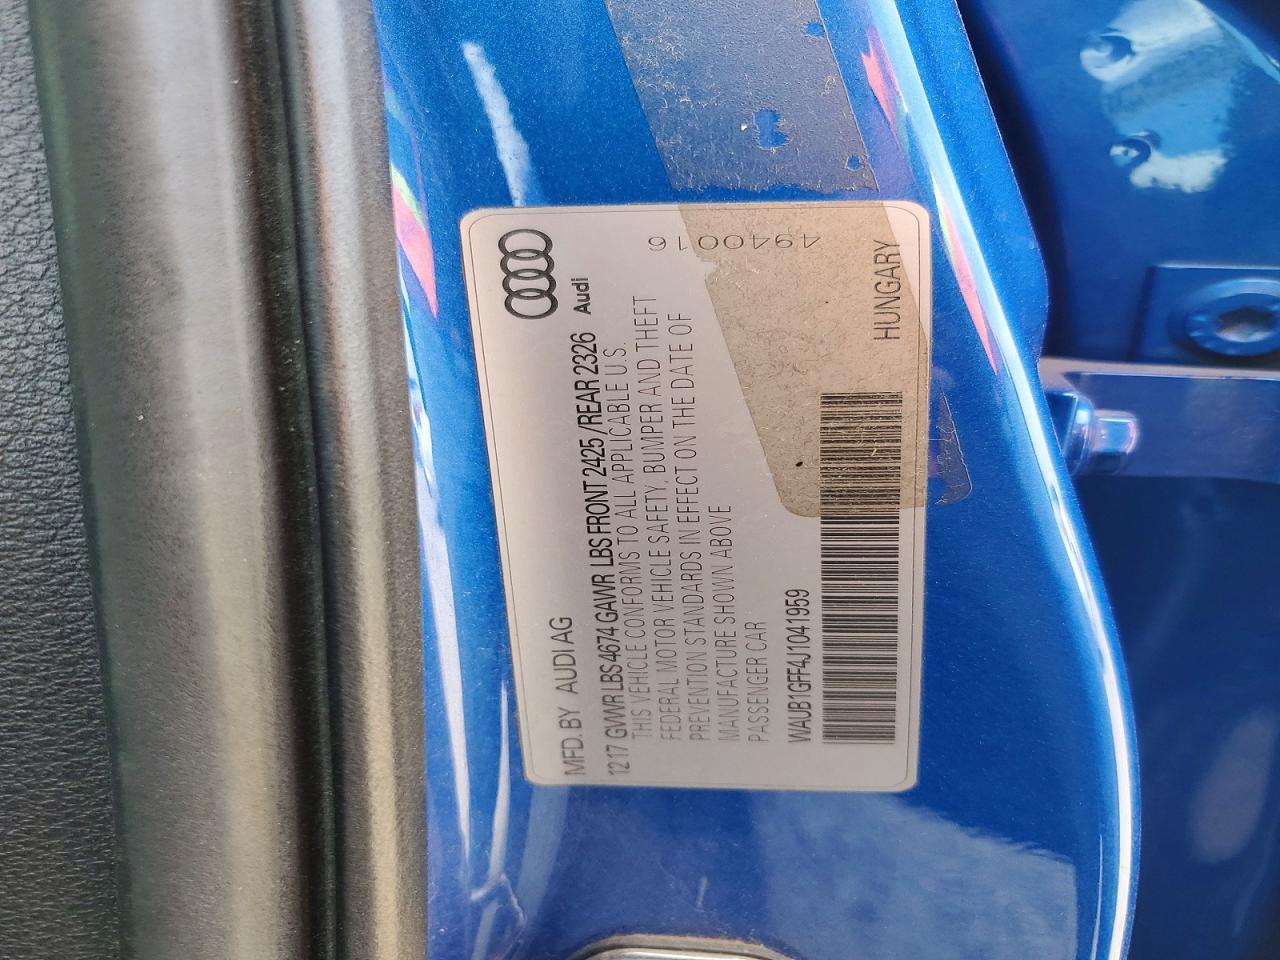 MFD. BY AUDI AG
Audi
12 17 GVWR LBS 4674 GAWR LBS FRONT 2425 /REAR 2326
THIS VEHICLE CONFORMS TO ALL APPLICABLE U.S.
FEDERAL MOTOR VEHICLE SAFETY, BUMPER AND THEFT
PREVENTION STANDARDS IN EFFECT ON THE DATE OF
MANUFACTURE SHOWN ABOVE
PASSENGER CAR
4940016
WAUB1GFF4J1041959
HUNGARY